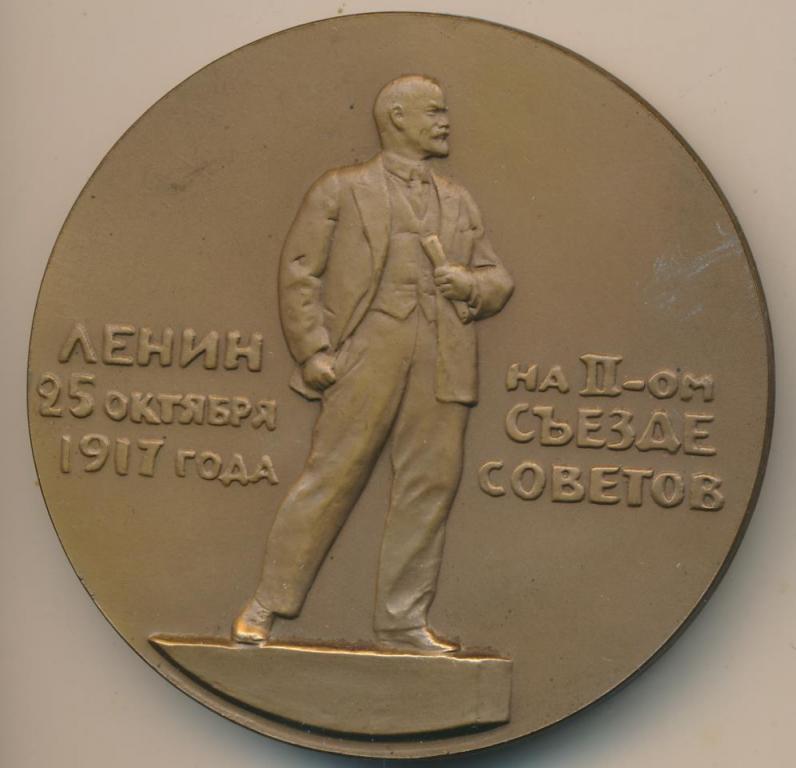 ЛЕНИН
25 ОКТЯБРЯ
1917 ГОДА
НА II-ОМ
СЪЕЗДЕ
СОВЕТОВ